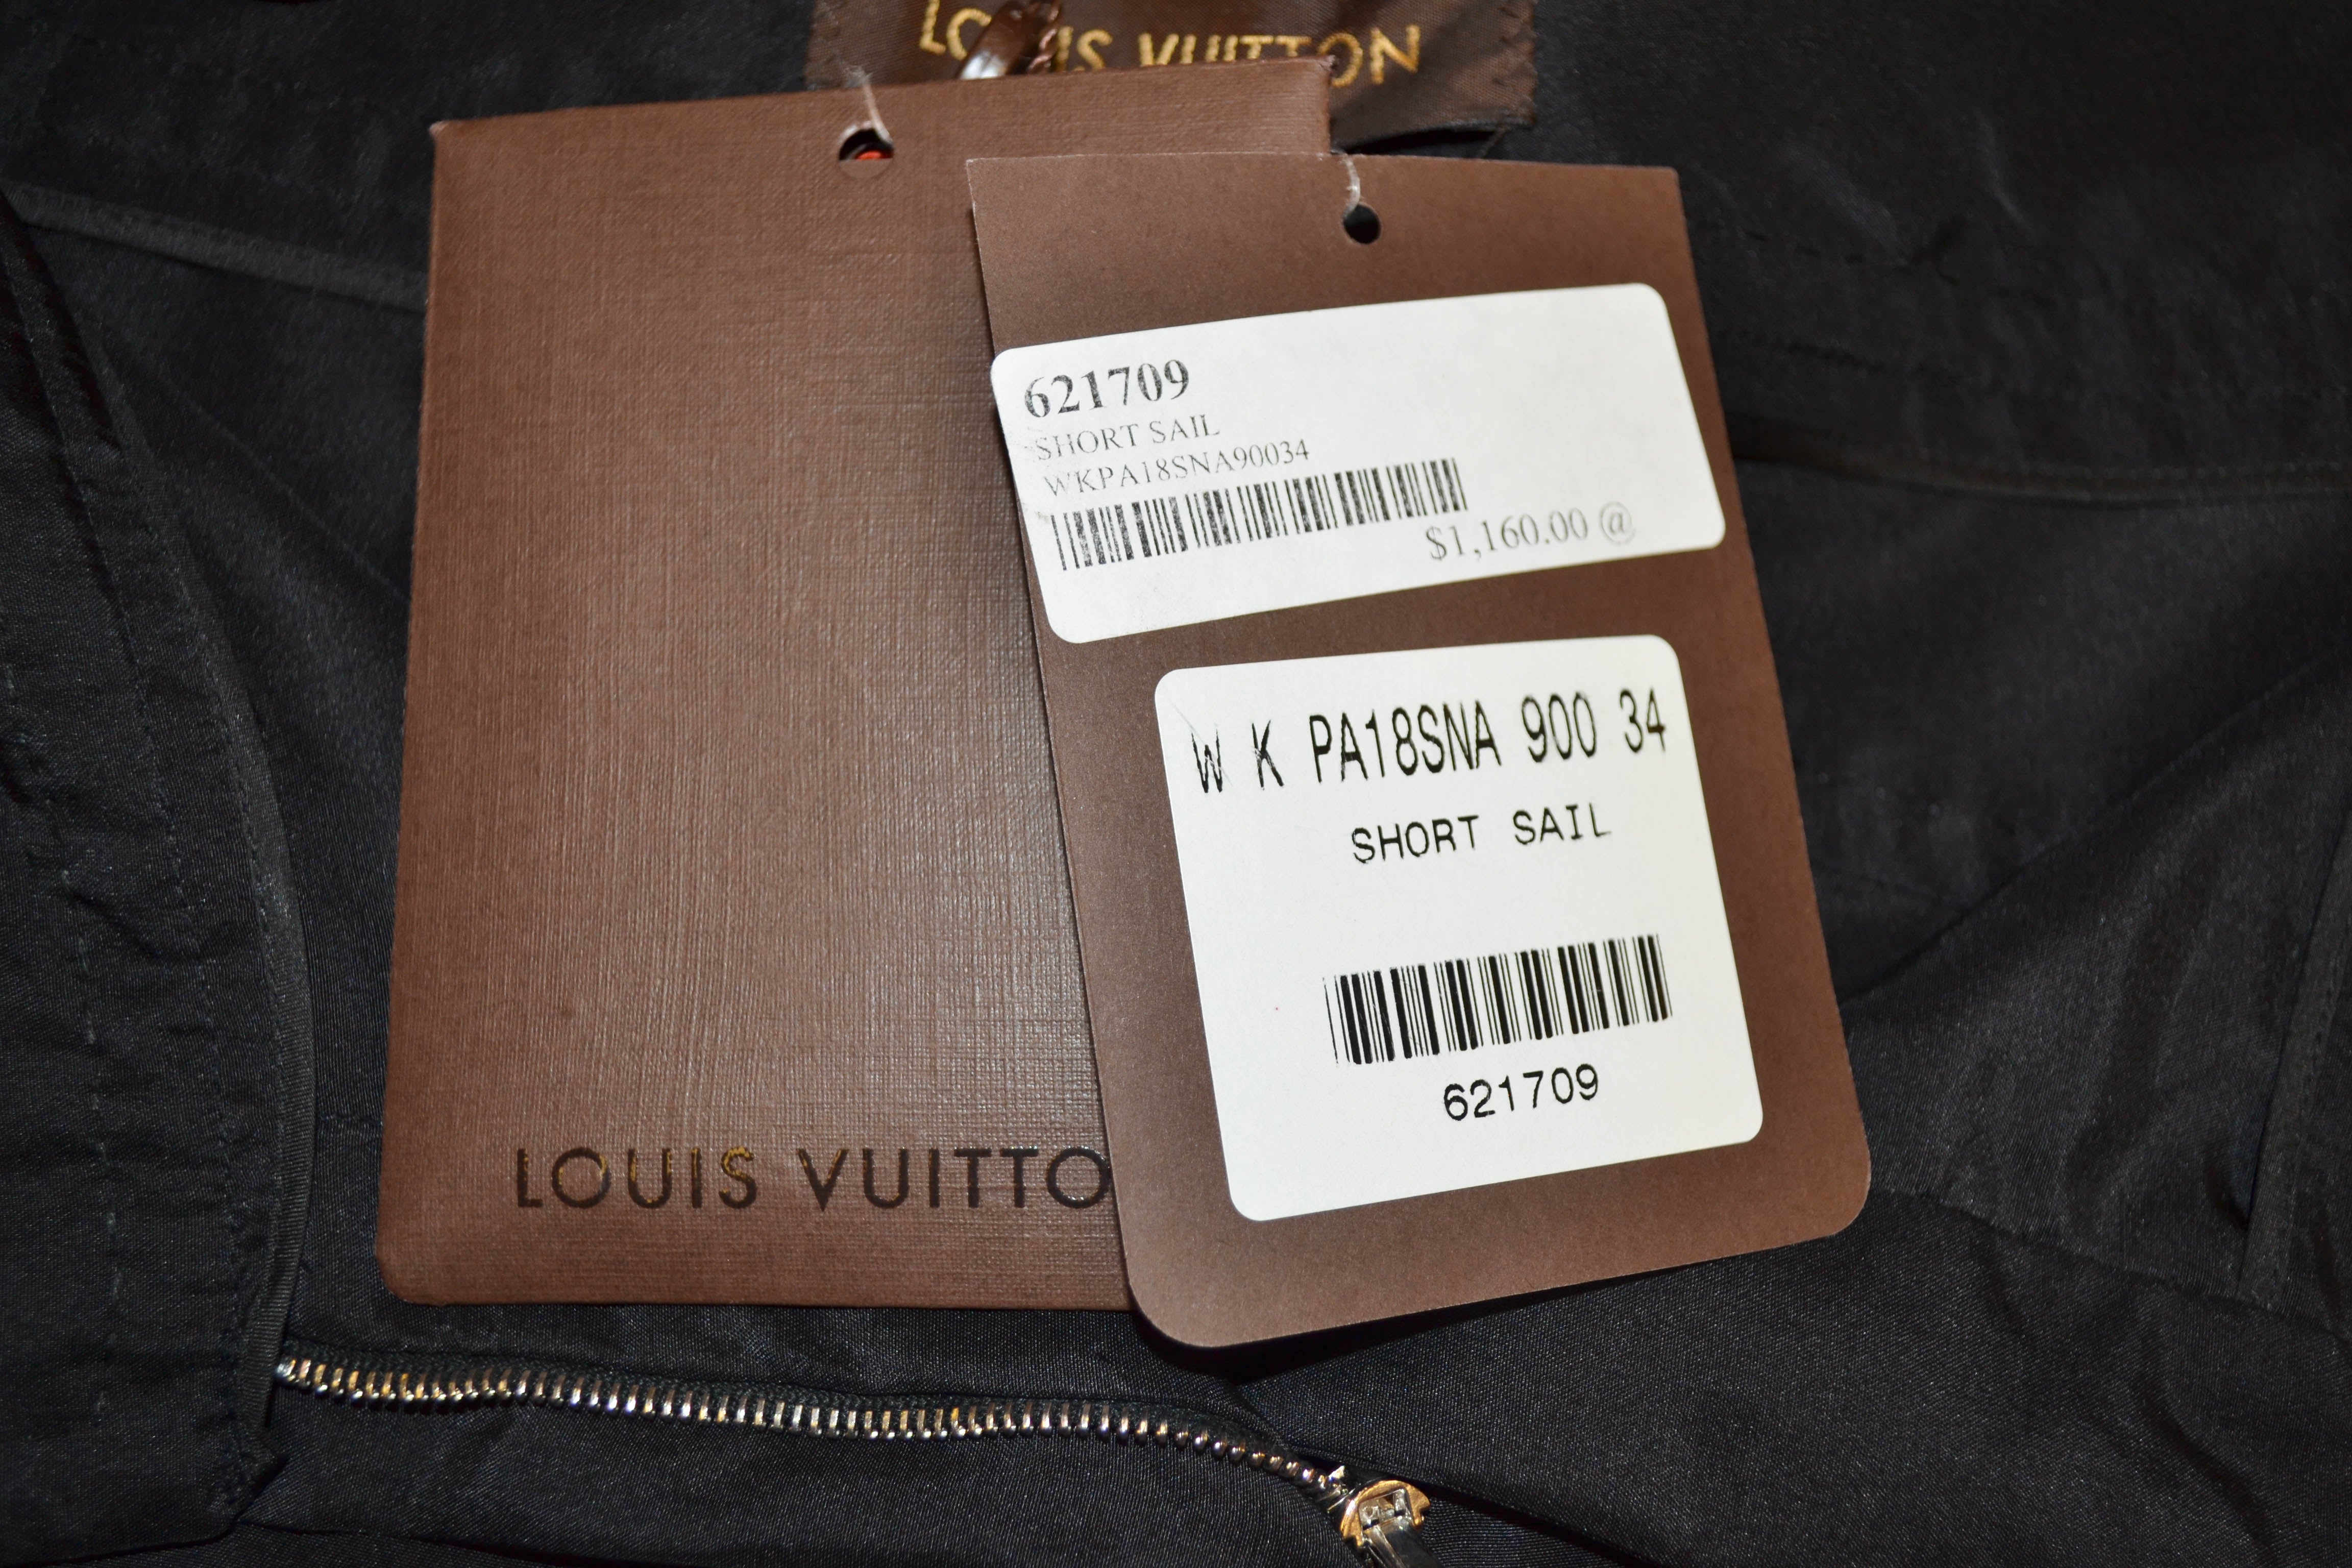 LOUIS VUITTON
621709
SHORT SAIL
WKPA18SNA90034
$1,160.00 @
W K PA18SNA 900 34
SHORT SAIL
621709
LOUIS VUITTO